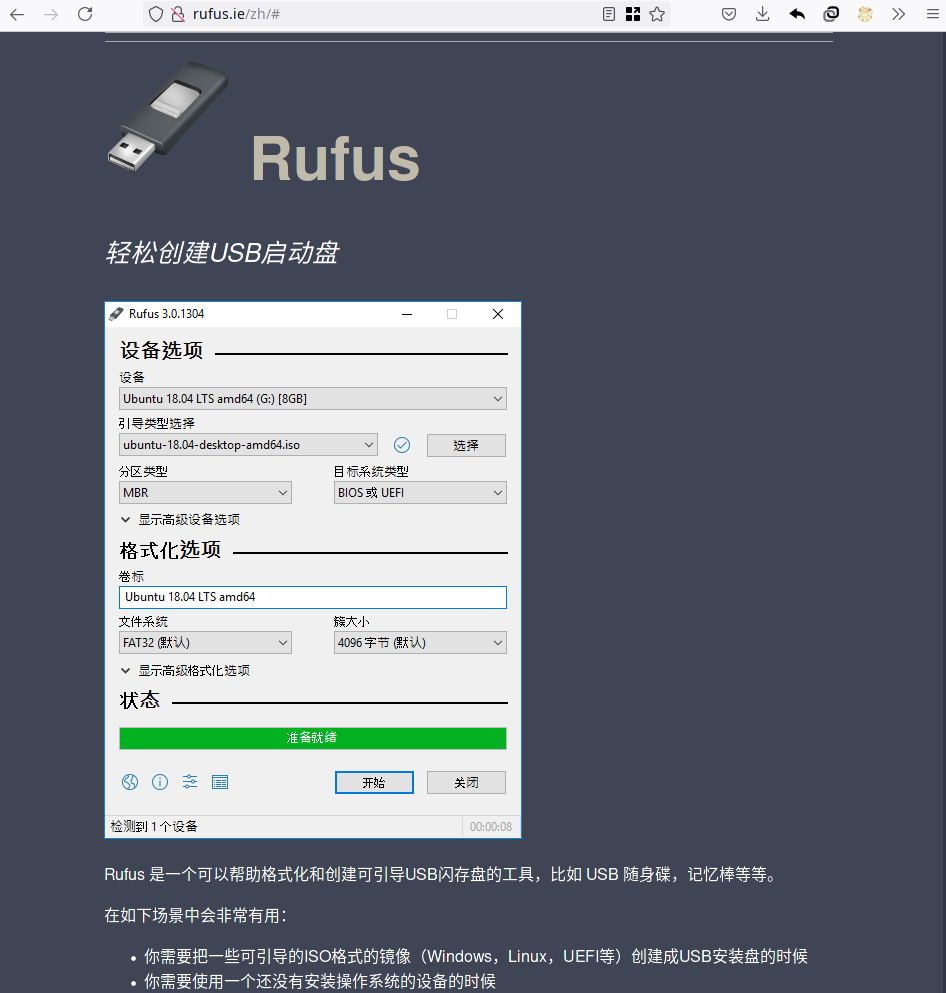 rufus.ie/zh/#
Rufus
轻松创建USB启动盘
Rufus 3.0.1304
设备选项
设备
Ubuntu 18.04 LTS amd64 (G:) [8GB]
引导类型选择
ubuntu-18.04-desktop-amd64.iso
选择
分区类型 目标系统类型
MBR BIOS 或 UEFI
显示高级设备选项
格式化选项
卷标
Ubuntu 18.04 LTS amd64
文件系统 簇大小
FAT32 (默认) 4096 字节 (默认)
显示高级格式化选项
状态
准备就绪
开始 关闭
检测到 1 个设备 00:00:08
Rufus 是一个可以帮助格式化和创建可引导USB闪存盘的工具，比如 USB 随身碟，记忆棒等等。
在如下场景中会非常有用：
• 你需要把一些可引导的ISO格式的镜像（Windows，Linux，UEFI等）创建成USB安装盘的时候
• 你需要使用一个还没有安装操作系统的设备的时候